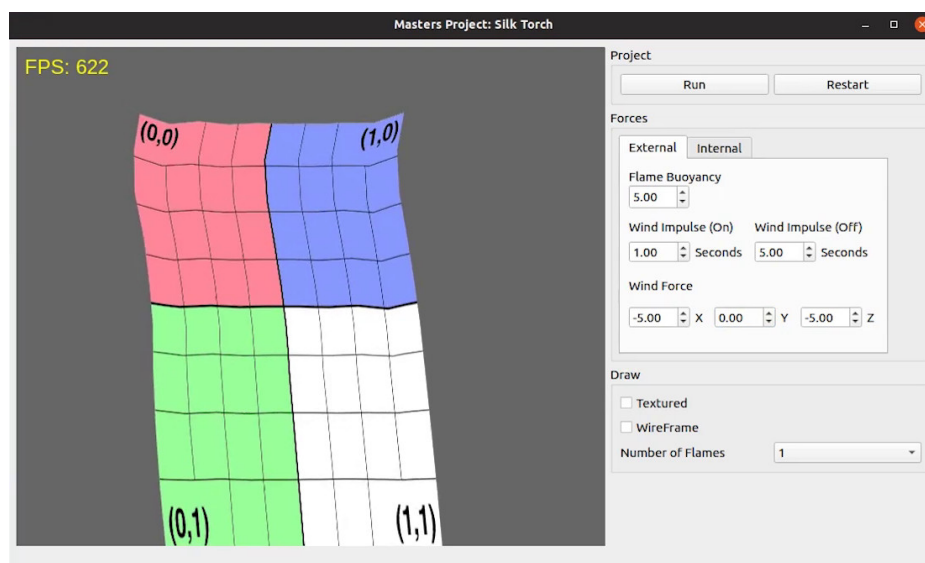 Masters Project: Silk Torch
FPS: 622
(0,0)
(1,0)
(0,1)
(1,1)
Project
Run Restart
Forces
External Internal
Flame Buoyancy
5.00
Wind Impulse (On) Wind Impulse (Off)
1.00 Seconds 5.00 Seconds
Wind Force
-5.00 X 0.00 Y -5.00 Z
Draw
Textured
WireFrame
Number of Flames 1